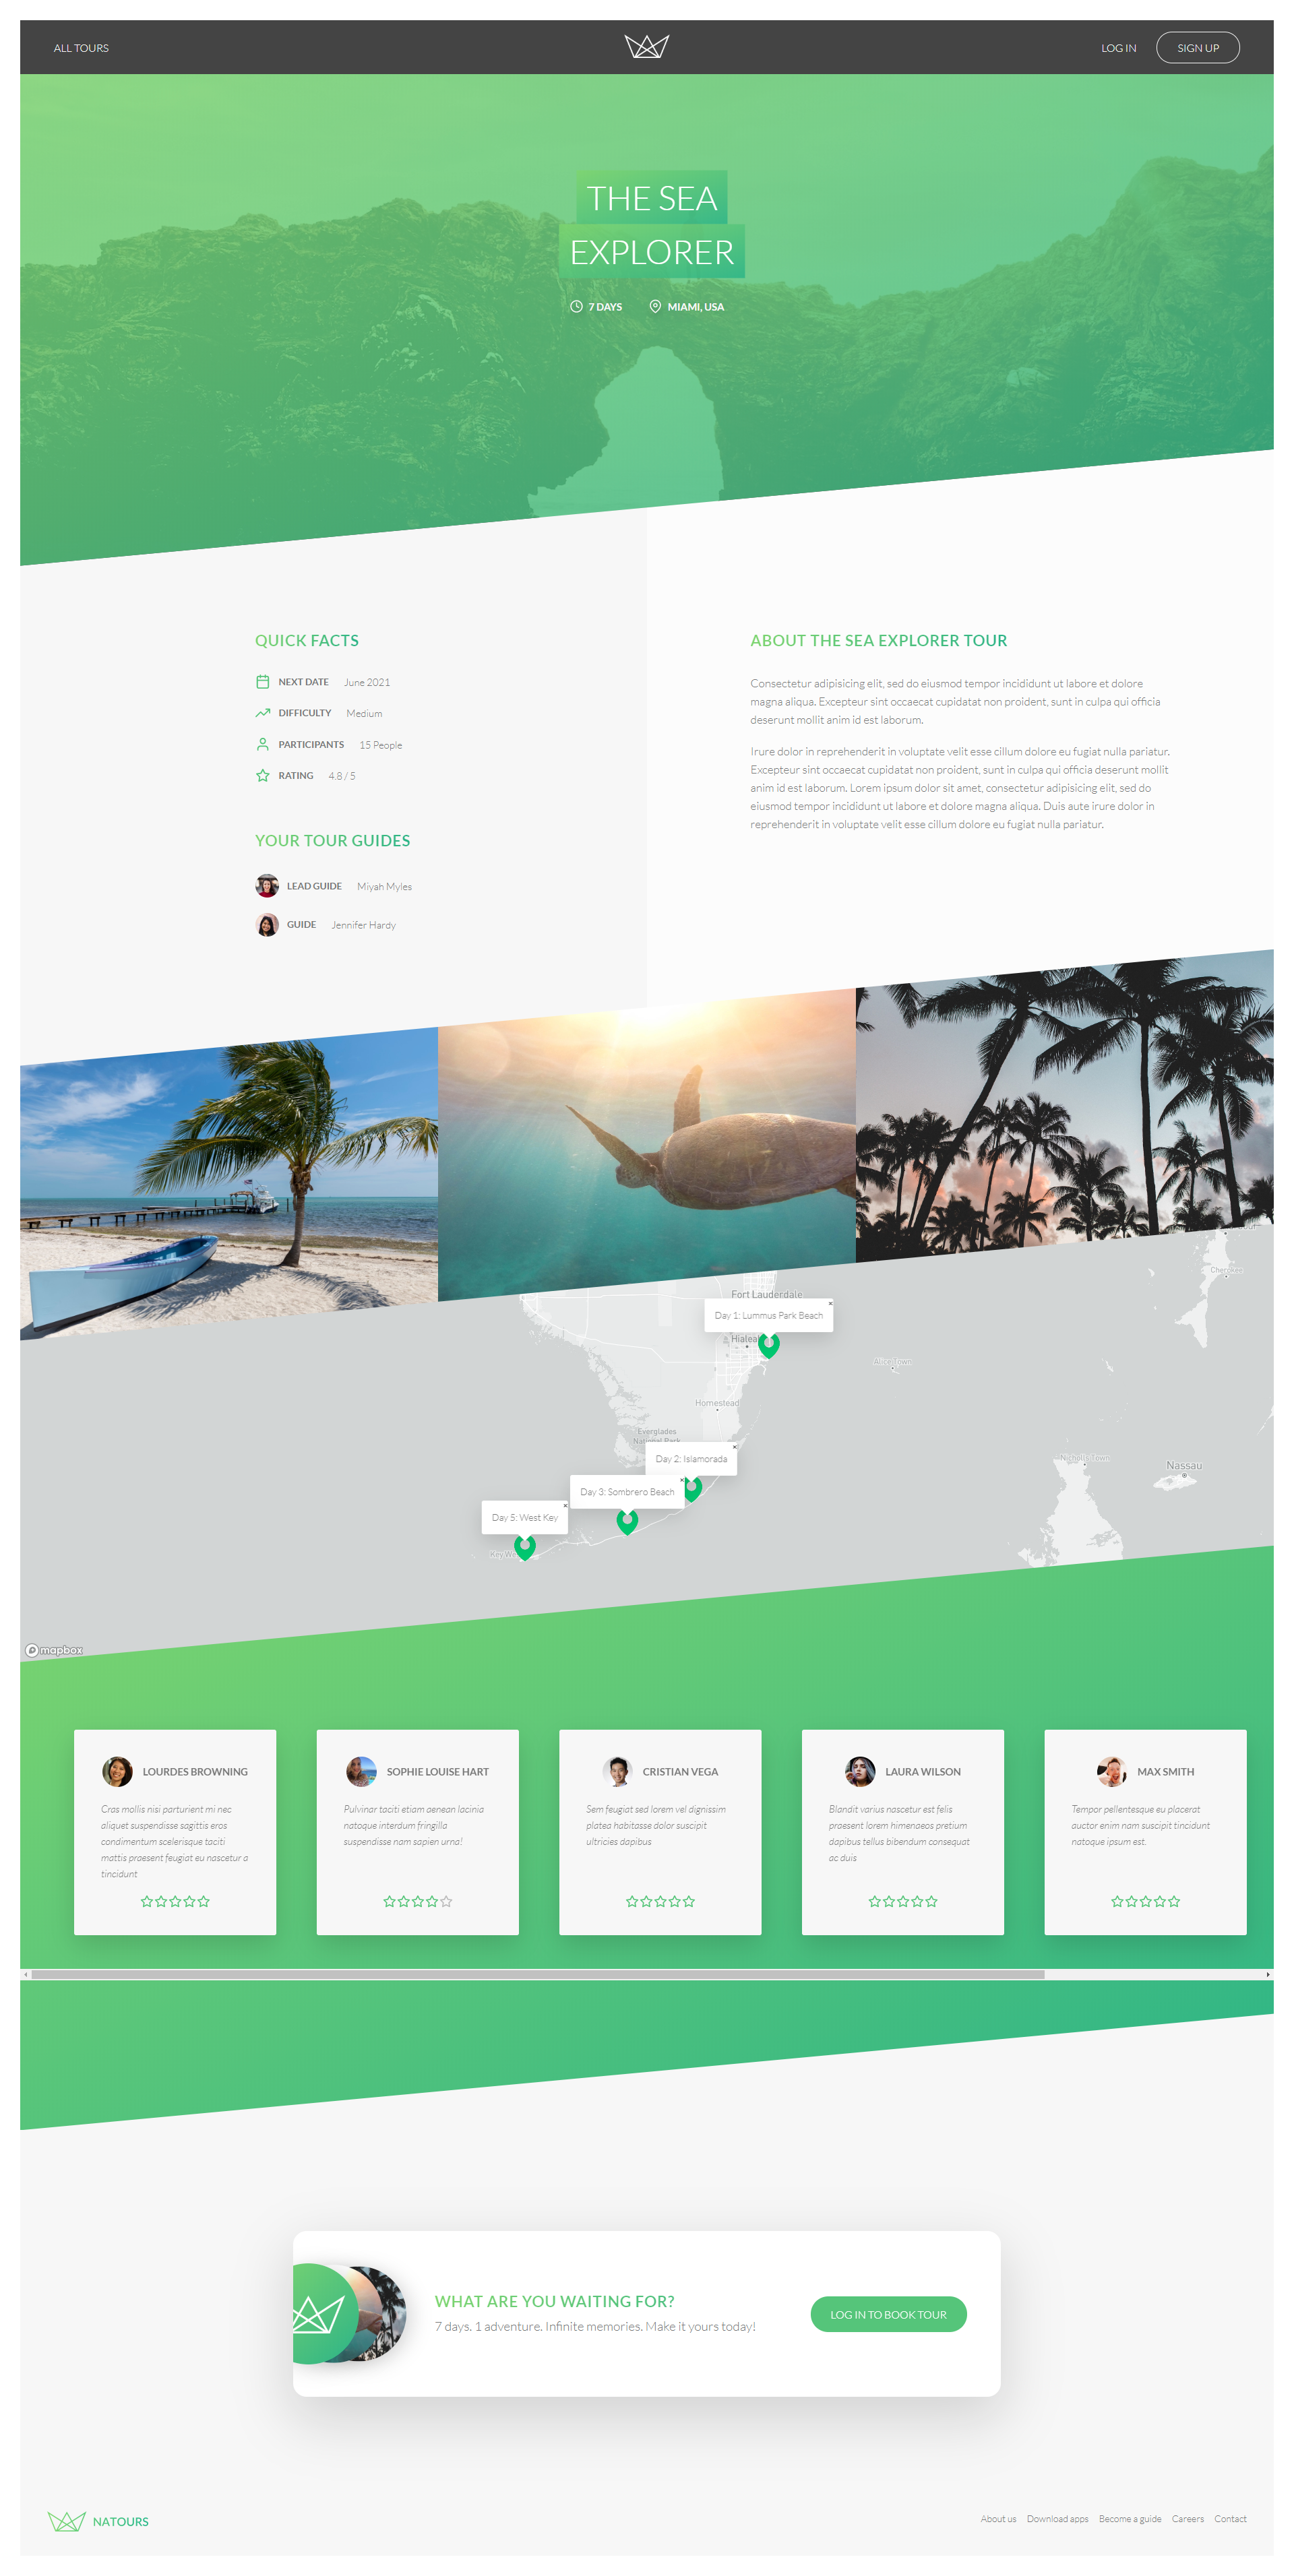 ALL TOURS
LOG IN
SIGN UP
THE SEA
EXPLORER
7 DAYS
MIAMI, USA
QUICK FACTS
NEXT DATE June 2021
DIFFICULTY Medium
PARTICIPANTS 15 People
RATING 4.8 / 5
YOUR TOUR GUIDES
LEAD GUIDE Miyah Myles
GUIDE Jennifer Hardy
ABOUT THE SEA EXPLORER TOUR
Consectetur adipisicing elit, sed do eiusmod tempor incididunt ut labore et dolore
magna aliqua. Excepteur sint occaecat cupidatat non proident, sunt in culpa qui officia
deserunt mollit anim id est laborum.
Irure dolor in reprehenderit in voluptate velit esse cillum dolore eu fugiat nulla pariatur.
Excepteur sint occaecat cupidatat non proident, sunt in culpa qui officia deserunt mollit
anim id est laborum. Lorem ipsum dolor sit amet, consectetur adipisicing elit, sed do
eiusmod tempor incididunt ut labore et dolore magna aliqua. Duis aute irure dolor in
reprehenderit in voluptate velit esse cillum dolore eu fugiat nulla pariatur.
Cherokee
Fort Lauderdale
×
Day 1: Lummus Park Beach
Alice Town
Homestead
Everglades
National Park
×
Day 2: Islamorada
Nicholls Town
Nassau
×
Day 3: Sombrero Beach
×
Day 5: West Key
mapbox
LOURDES BROWNING
Cras mollis nisi parturient mi nec
aliquet suspendisse sagittis eros
condimentum scelerisque taciti
mattis praesent feugiat eu nascetur a
tincidunt
SOPHIE LOUISE HART
Pulvinar taciti etiam aenean lacinia
natoque interdum fringilla
suspendisse nam sapien urna!
CRISTIAN VEGA
Sem feugiat sed lorem vel dignissim
platea habitasse dolor suscipit
ultricies dapibus
LAURA WILSON
Blandit varius nascetur est felis
praesent lorem himenaeos pretium
dapibus tellus bibendum consequat
ac duis
MAX SMITH
Tempor pellentesque eu placerat
auctor enim nam suscipit tincidunt
natoque ipsum est.
WHAT ARE YOU WAITING FOR?
7 days. 1 adventure. Infinite memories. Make it yours today!
LOG IN TO BOOK TOUR
NATOURS
About us
Download apps
Become a guide
Careers
Contact